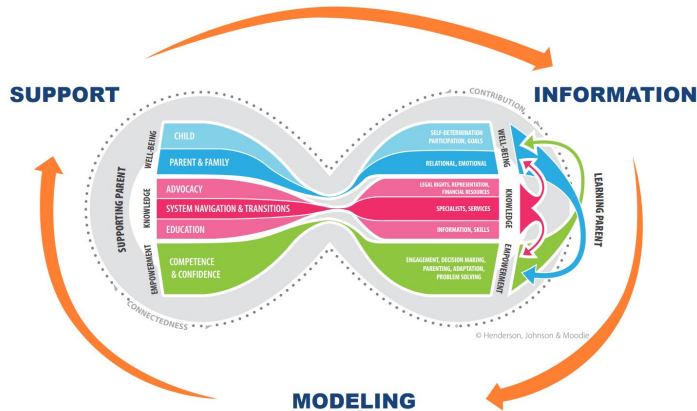 SUPPORT
INFORMATION
CONTRIBUTION
SUPPORTING PARENT
WELL-BEING
CHILD
PARENT & FAMILY
KNOWLEDGE
ADVOCACY
SYSTEM NAVIGATION & TRANSITIONS
EDUCATION
EMPOWERMENT
COMPETENCE
& CONFIDENCE
SELF-DETERMINATION
PARTICIPATION, GOALS
RELATIONAL, EMOTIONAL
WELL-BEING
LEGAL RIGHTS, REPRESENTATION,
FINANCIAL RESOURCES
SPECIALISTS, SERVICES
INFORMATION, SKILLS
KNOWLEDGE
ENGAGEMENT, DECISION MAKING,
PARENTING, ADAPTATION,
PROBLEM SOLVING
EMPOWERMENT
LEARNING PARENT
CONNECTEDNESS
© Henderson, Johnson & Moodie
MODELING